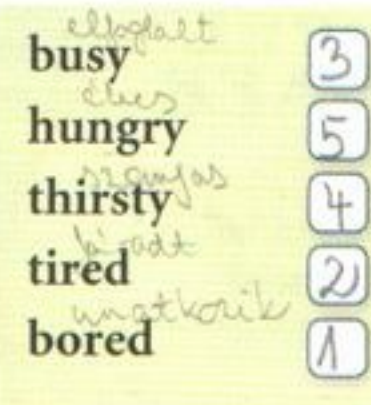 elfoglalt
busy 3
éhes
hungry 5
szomjas
thirsty 4
fáradt
tired 2
unatkozik
bored 1